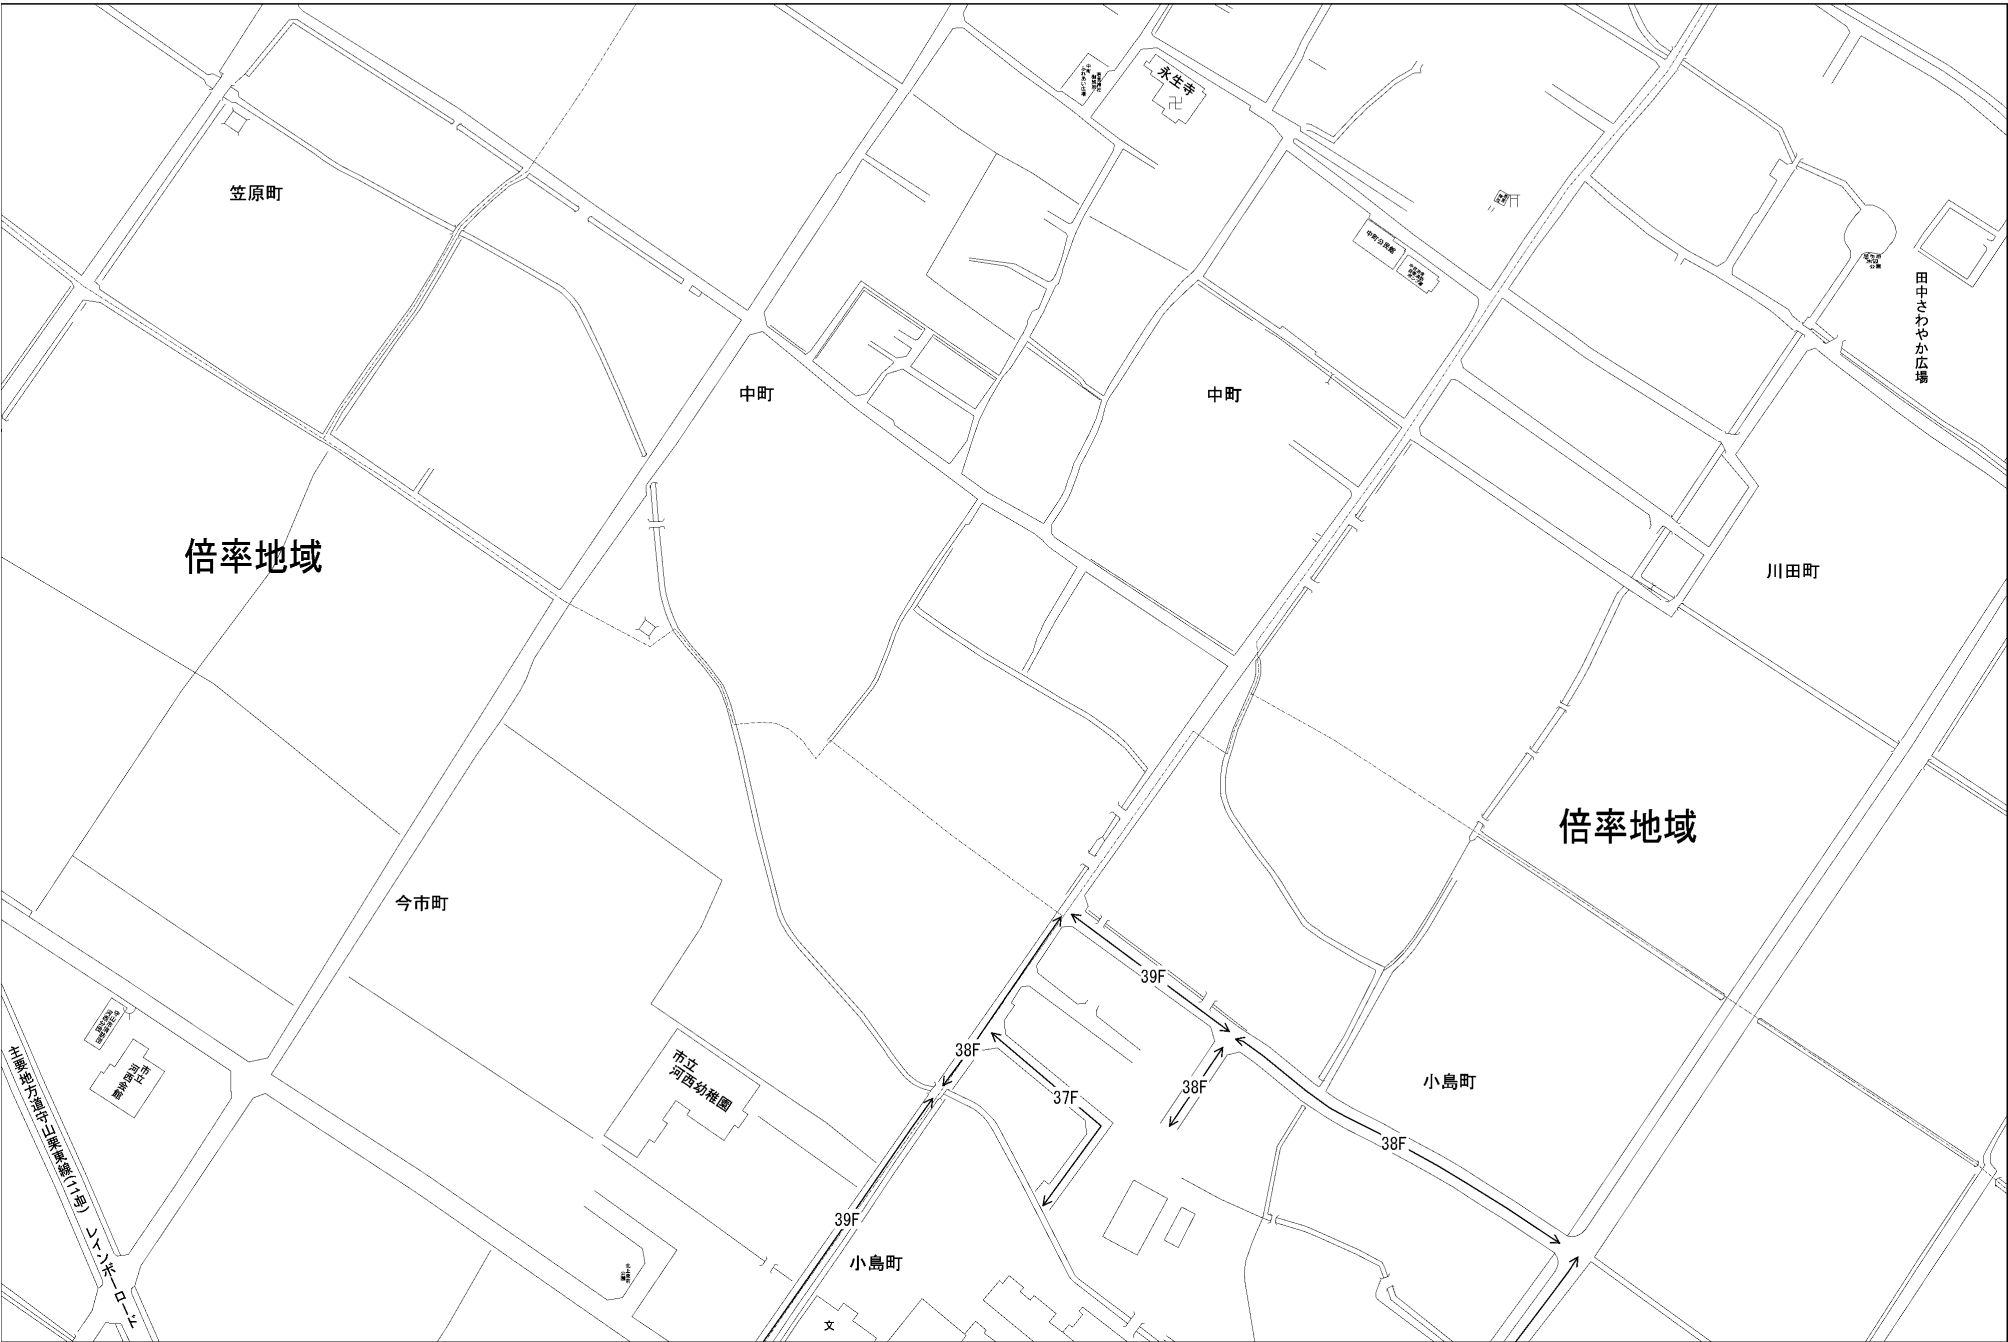 永生寺
笠原町
中町公民館
田中さわやか広場
中町
中町
倍率地域
川田町
倍率地域
今市町
39F
38F
市立
河西幼稚園
37F
38F
小島町
市立
河西会館
38F
主要地方道守山栗東線(11号) レインボーロード
39F
小島町
文